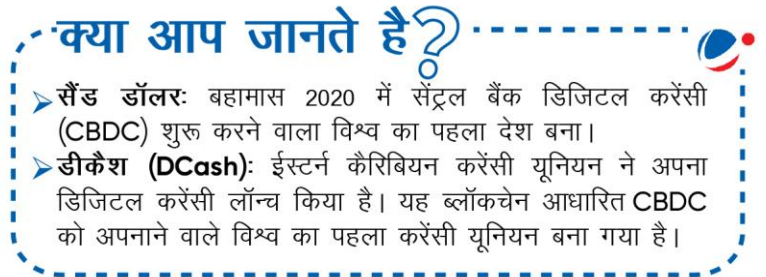 क्या आप जानते है?
➢ सैंड डॉलर: बहामास 2020 में सेंट्रल बैंक डिजिटल करेंसी
(CBDC) शुरू करने वाला विश्व का पहला देश बना।
➢ डीकैश (DCash): ईस्टर्न कैरिबियन करेंसी यूनियन ने अपना
डिजिटल करेंसी लॉन्च किया है। यह ब्लॉकचेन आधारित CBDC
को अपनाने वाले विश्व का पहला करेंसी यूनियन बना गया है।